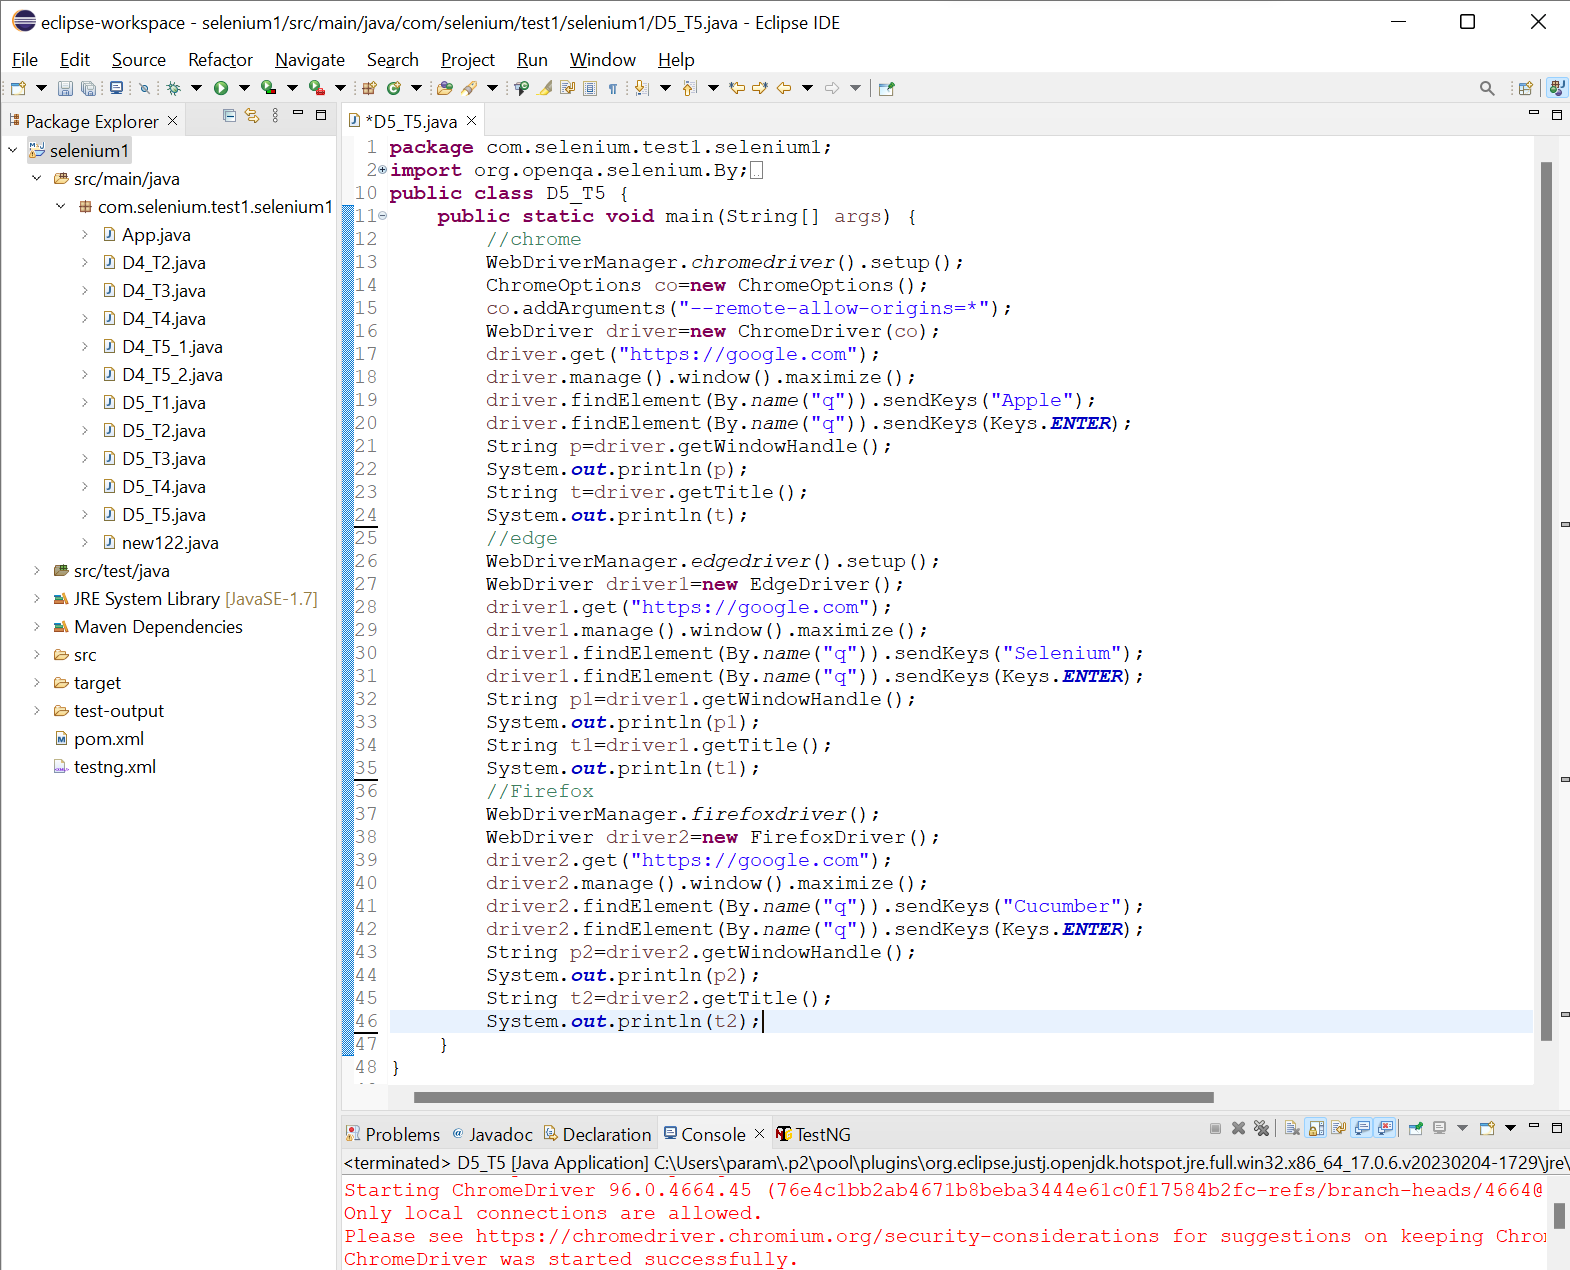 eclipse-workspace - selenium1/src/main/java/com/selenium/test1/selenium1/D5_T5.java - Eclipse IDE
File Edit Source Refactor Navigate Search Project Run Window Help
Package Explorer
selenium1
src/main/java
com.selenium.test1.selenium1
App.java
D4_T2.java
D4_T3.java
D4_T4.java
D4_T5_1.java
D4_T5_2.java
D5_T1.java
D5_T2.java
D5_T3.java
D5_T4.java
D5_T5.java
new122.java
src/test/java
JRE System Library [JavaSE-1.7]
Maven Dependencies
src
target
test-output
pom.xml
testng.xml
*D5_T5.java
1 package com.selenium.test1.selenium1;
2 import org.openqa.selenium.By;
10 public class D5_T5 {
11 public static void main(String[] args) {
12 //chrome
13 WebDriverManager.chromedriver().setup();
14 ChromeOptions co=new ChromeOptions();
15 co.addArguments("--remote-allow-origins=*");
16 WebDriver driver=new ChromeDriver(co);
17 driver.get("https://google.com");
18 driver.manage().window().maximize();
19 driver.findElement(By.name("q")).sendKeys("Apple");
20 driver.findElement(By.name("q")).sendKeys(Keys.ENTER);
21 String p=driver.getWindowHandle();
22 System.out.println(p);
23 String t=driver.getTitle();
24 System.out.println(t);
25 //edge
26 WebDriverManager.edgedriver().setup();
27 WebDriver driver1=new EdgeDriver();
28 driver1.get("https://google.com");
29 driver1.manage().window().maximize();
30 driver1.findElement(By.name("q")).sendKeys("Selenium");
31 driver1.findElement(By.name("q")).sendKeys(Keys.ENTER);
32 String p1=driver1.getWindowHandle();
33 System.out.println(p1);
34 String t1=driver1.getTitle();
35 System.out.println(t1);
36 //Firefox
37 WebDriverManager.firefoxdriver();
38 WebDriver driver2=new FirefoxDriver();
39 driver2.get("https://google.com");
40 driver2.manage().window().maximize();
41 driver2.findElement(By.name("q")).sendKeys("Cucumber");
42 driver2.findElement(By.name("q")).sendKeys(Keys.ENTER);
43 String p2=driver2.getWindowHandle();
44 System.out.println(p2);
45 String t2=driver2.getTitle();
46 System.out.println(t2);
47 }
48 }
Problems @ Javadoc Declaration Console TestNG
<terminated> D5_T5 [Java Application] C:\Users\param\.p2\pool\plugins\org.eclipse.justj.openjdk.hotspot.jre.full.win32.x86_64_17.0.6.v20230204-1729\jre\
Starting ChromeDriver 96.0.4664.45 (76e4c1bb2ab4671b8beba3444e61c0f17584b2fc-refs/branch-heads/4664@
Only local connections are allowed.
Please see https://chromedriver.chromium.org/security-considerations for suggestions on keeping Chro
ChromeDriver was started successfully.